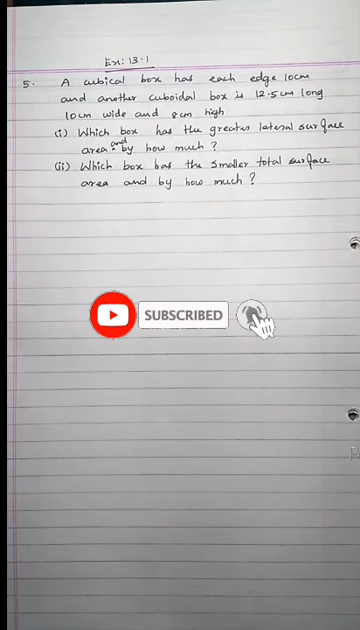 Ex: 13.1
5. A cubical box has each edge 10cm
and another cuboidal box is 12.5cm long
10cm wide and 8cm high
(i) Which box has the greater lateral surface
area and by how much?
(ii) Which box has the smaller total surface
area and by how much?
SUBSCRIBED